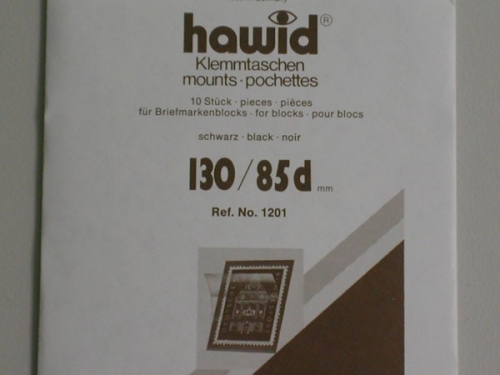 hawid®
Klemmtaschen
mounts · pochettes
10 Stück · pieces · pièces
für Briefmarkenblocks · for blocks · pour blocs
schwarz · black · noir
130/85d mm
Ref. No. 1201